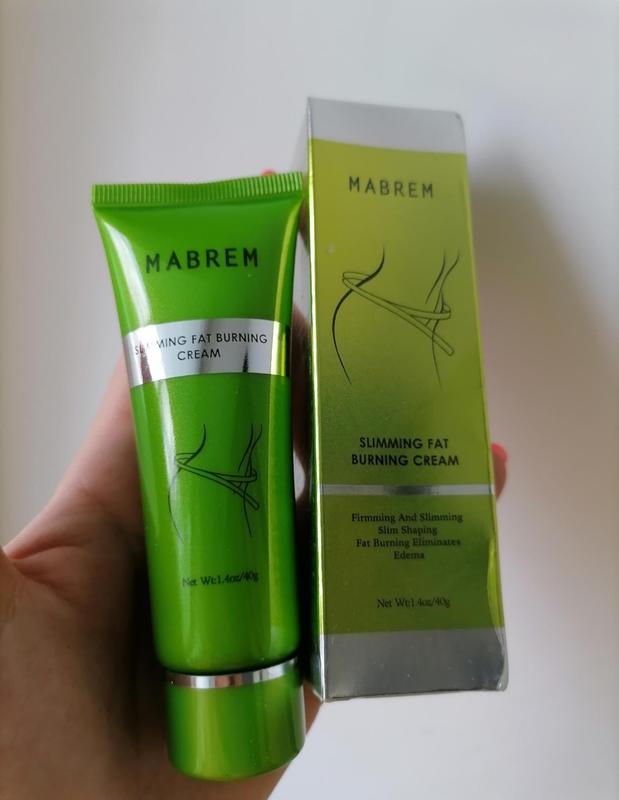 MABREM
SLIMMING FAT BURNING
CREAM
Net Wt:1.4oz/40g
MABREM
SLIMMING FAT
BURNING CREAM
Firmming And Slimming
Slim Shaping
Fat Burning Eliminates
Edema
Net Wt:1.4oz/40g